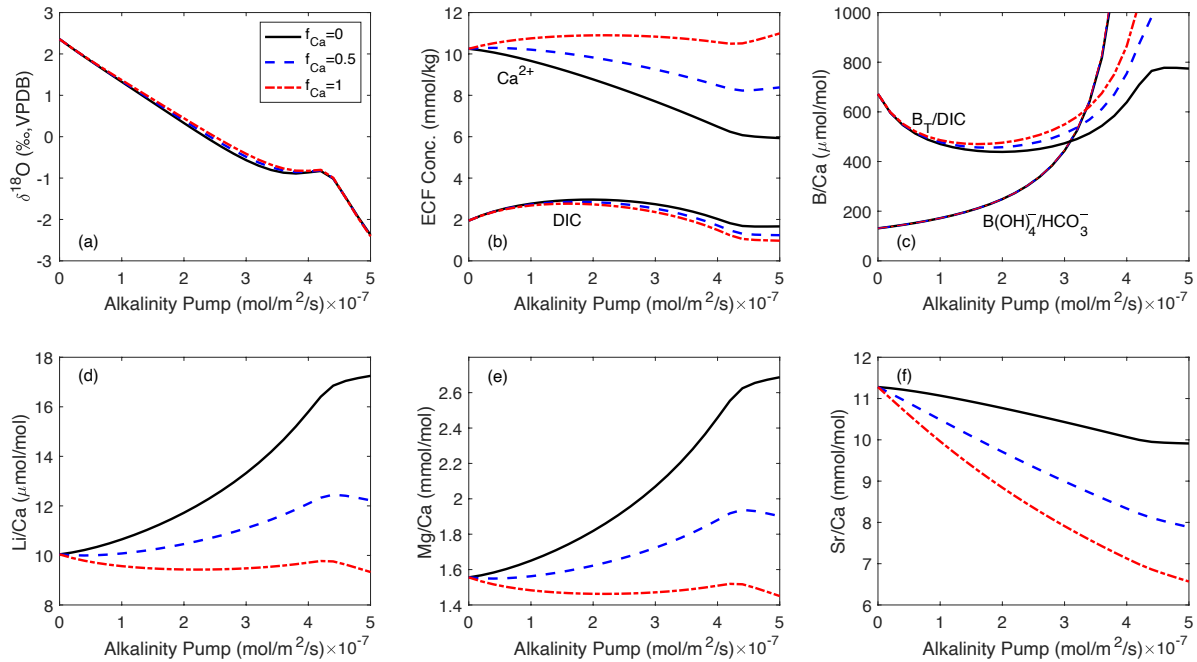 3
2
1
0
-1
-2
-3
δ¹⁸O (‰, VPDB)
f_Ca=0
f_Ca=0.5
f_Ca=1
(a)
0 1 2 3 4 5
Alkalinity Pump (mol/m²/s)×10⁻⁷
12
10
8
6
4
2
0
ECF Conc. (mmol/kg)
Ca²⁺
DIC
(b)
0 1 2 3 4 5
Alkalinity Pump (mol/m²/s)×10⁻⁷
1000
800
600
400
200
0
B/Ca (μmol/mol)
B_T/DIC
B(OH)₄⁻/HCO₃⁻
(c)
0 1 2 3 4 5
Alkalinity Pump (mol/m²/s)×10⁻⁷
18
16
14
12
10
8
Li/Ca (μmol/mol)
(d)
0 1 2 3 4 5
Alkalinity Pump (mol/m²/s)×10⁻⁷
2.6
2.4
2.2
2
1.8
1.6
1.4
Mg/Ca (mmol/mol)
(e)
0 1 2 3 4 5
Alkalinity Pump (mol/m²/s)×10⁻⁷
12
11
10
9
8
7
6
Sr/Ca (mmol/mol)
(f)
0 1 2 3 4 5
Alkalinity Pump (mol/m²/s)×10⁻⁷